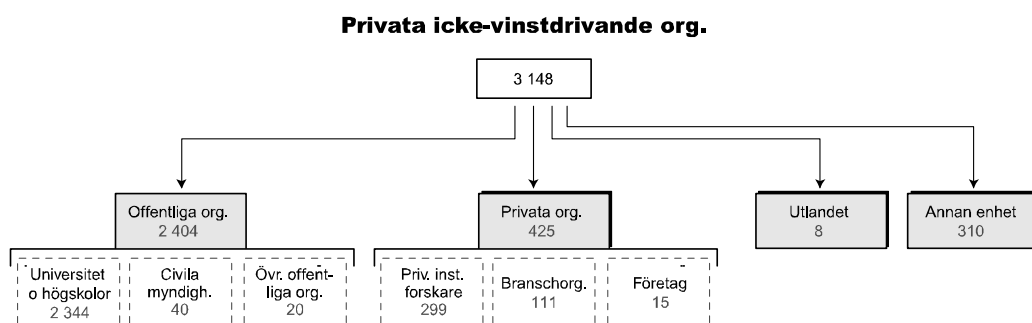 Privata icke-vinstdrivande org.
3 148
Offentliga org.
2 404
Privata org.
425
Utlandet
8
Annan enhet
310
Universitet
o högskolor
2 344
Civila
myndigh.
40
Övr. offent-
liga org.
20
Priv. inst.
forskare
299
Branschorg.
111
Företag
15